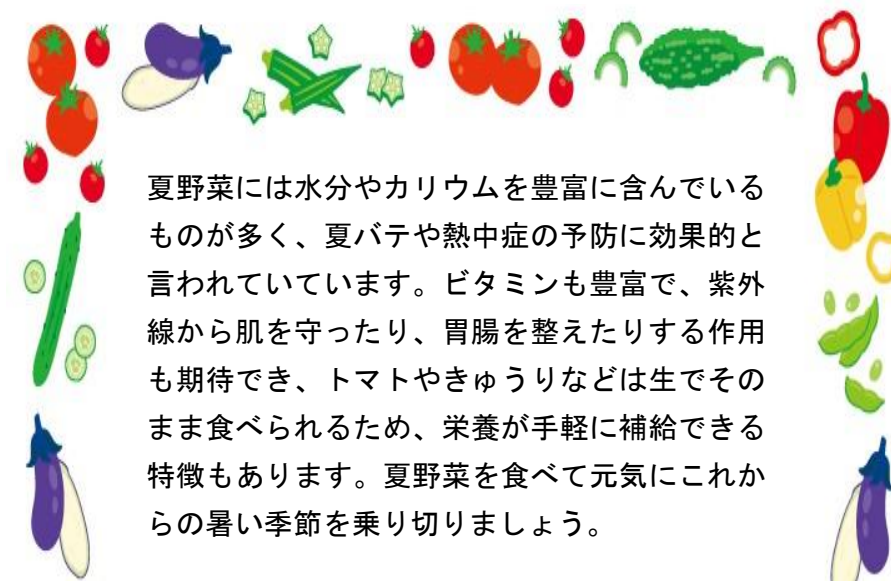 夏野菜には水分やカリウムを豊富に含んでいる
ものが多く、夏バテや熱中症の予防に効果的と
言われていています。ビタミンも豊富で、紫外
線から肌を守ったり、胃腸を整えたりする作用
も期待でき、トマトやきゅうりなどは生でその
まま食べられるため、栄養が手軽に補給できる
特徴もあります。夏野菜を食べて元気にこれか
らの暑い季節を乗り切りましょう。